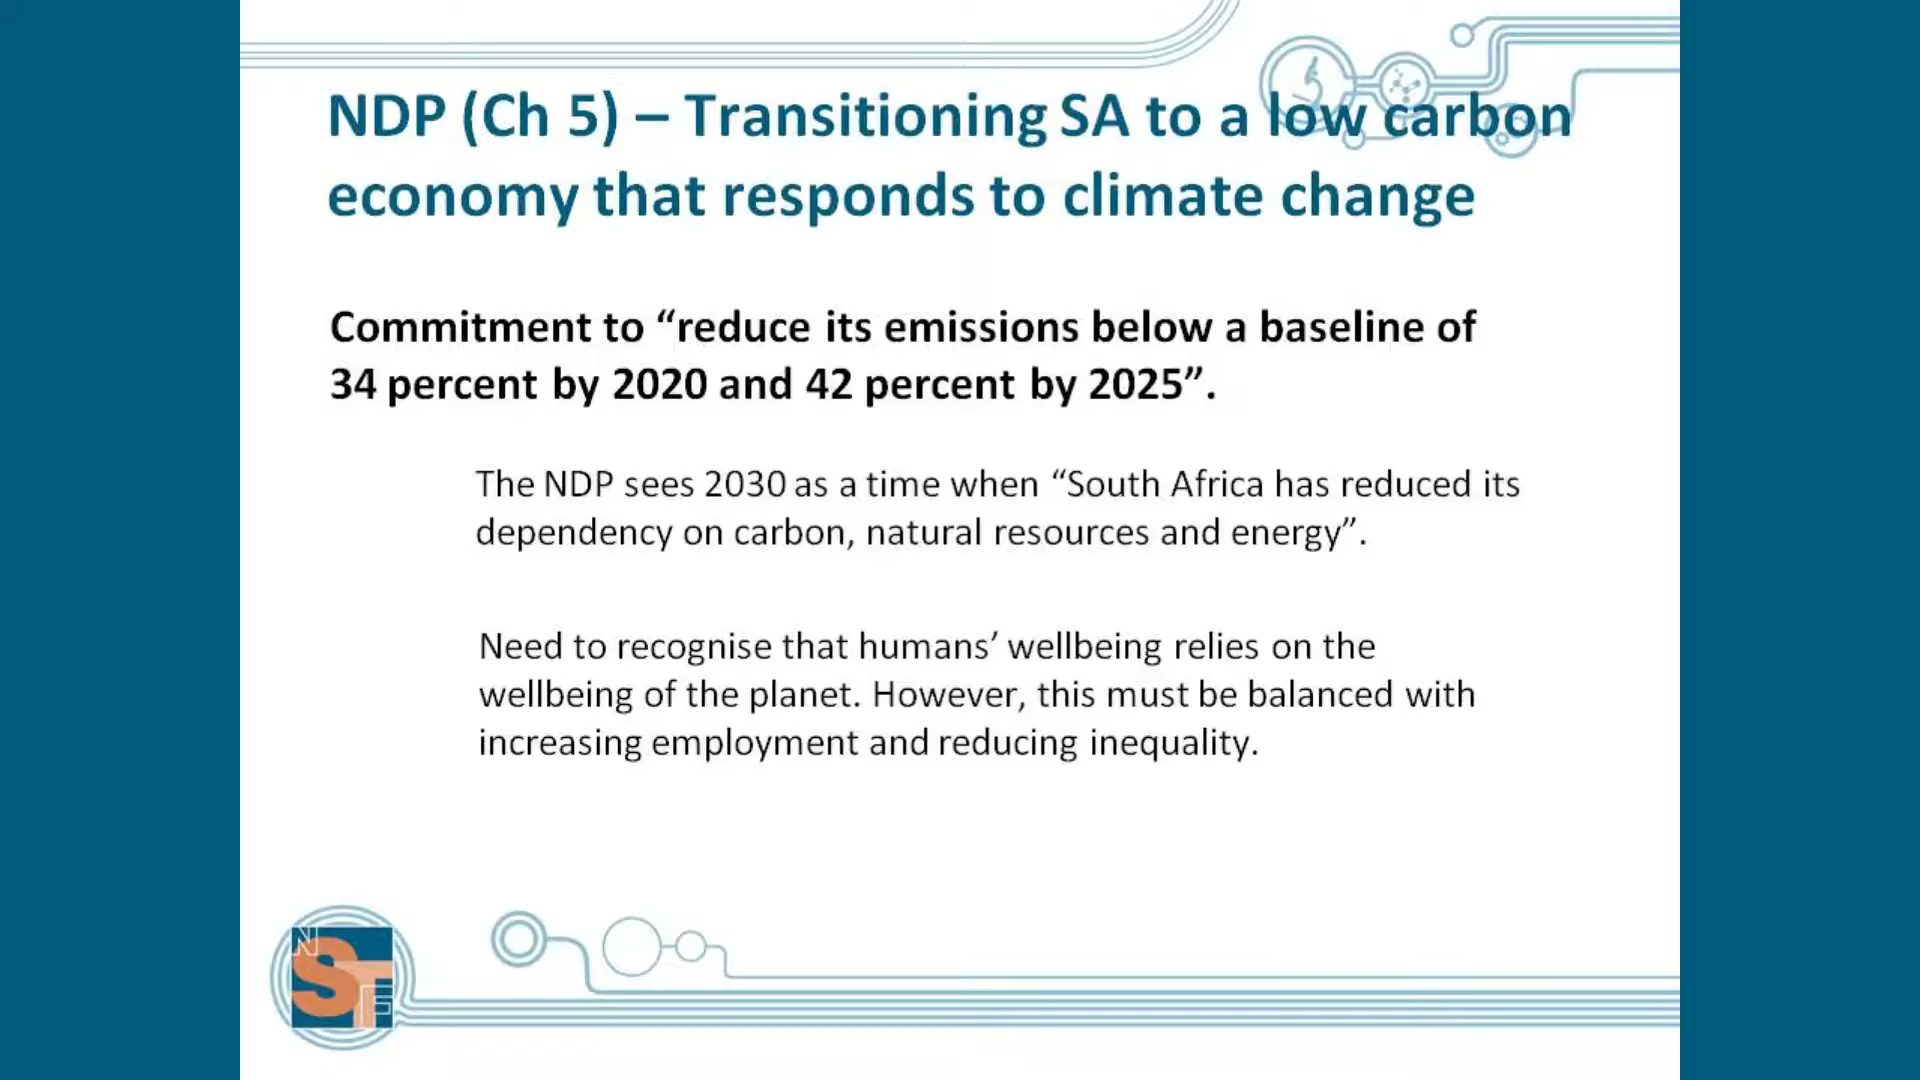 NDP (Ch 5) – Transitioning SA to a low carbon
economy that responds to climate change
Commitment to “reduce its emissions below a baseline of
34 percent by 2020 and 42 percent by 2025”.
The NDP sees 2030 as a time when “South Africa has reduced its
dependency on carbon, natural resources and energy”.
Need to recognise that humans’ wellbeing relies on the
wellbeing of the planet. However, this must be balanced with
increasing employment and reducing inequality.
NSTF